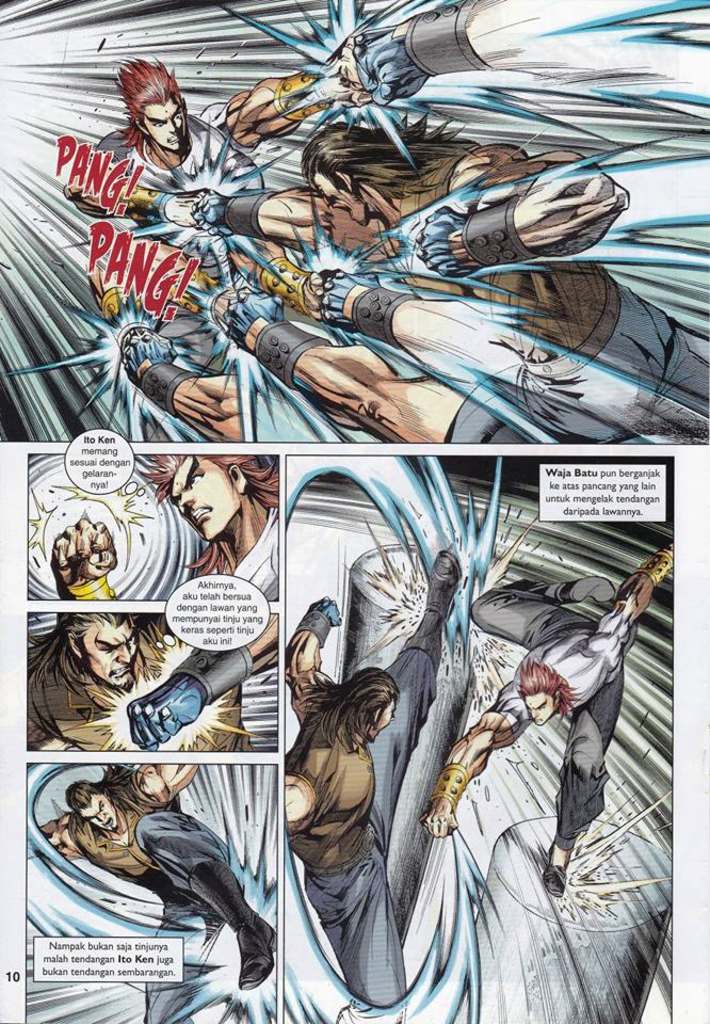 PANG!
PANG!
Ito Ken
memang
sesuai dengan
gelaran-
nya!
Akhirnya,
aku telah bersua
dengan lawan yang
mempunyai tinju yang
keras seperti tinju
aku ini!
Nampak bukan saja tinjunya
malah tendangan Ito Ken juga
bukan tendangan sembarangan.
Waja Batu pun berganjak
ke atas pancang yang lain
untuk mengelak tendangan
daripada lawannya.
10